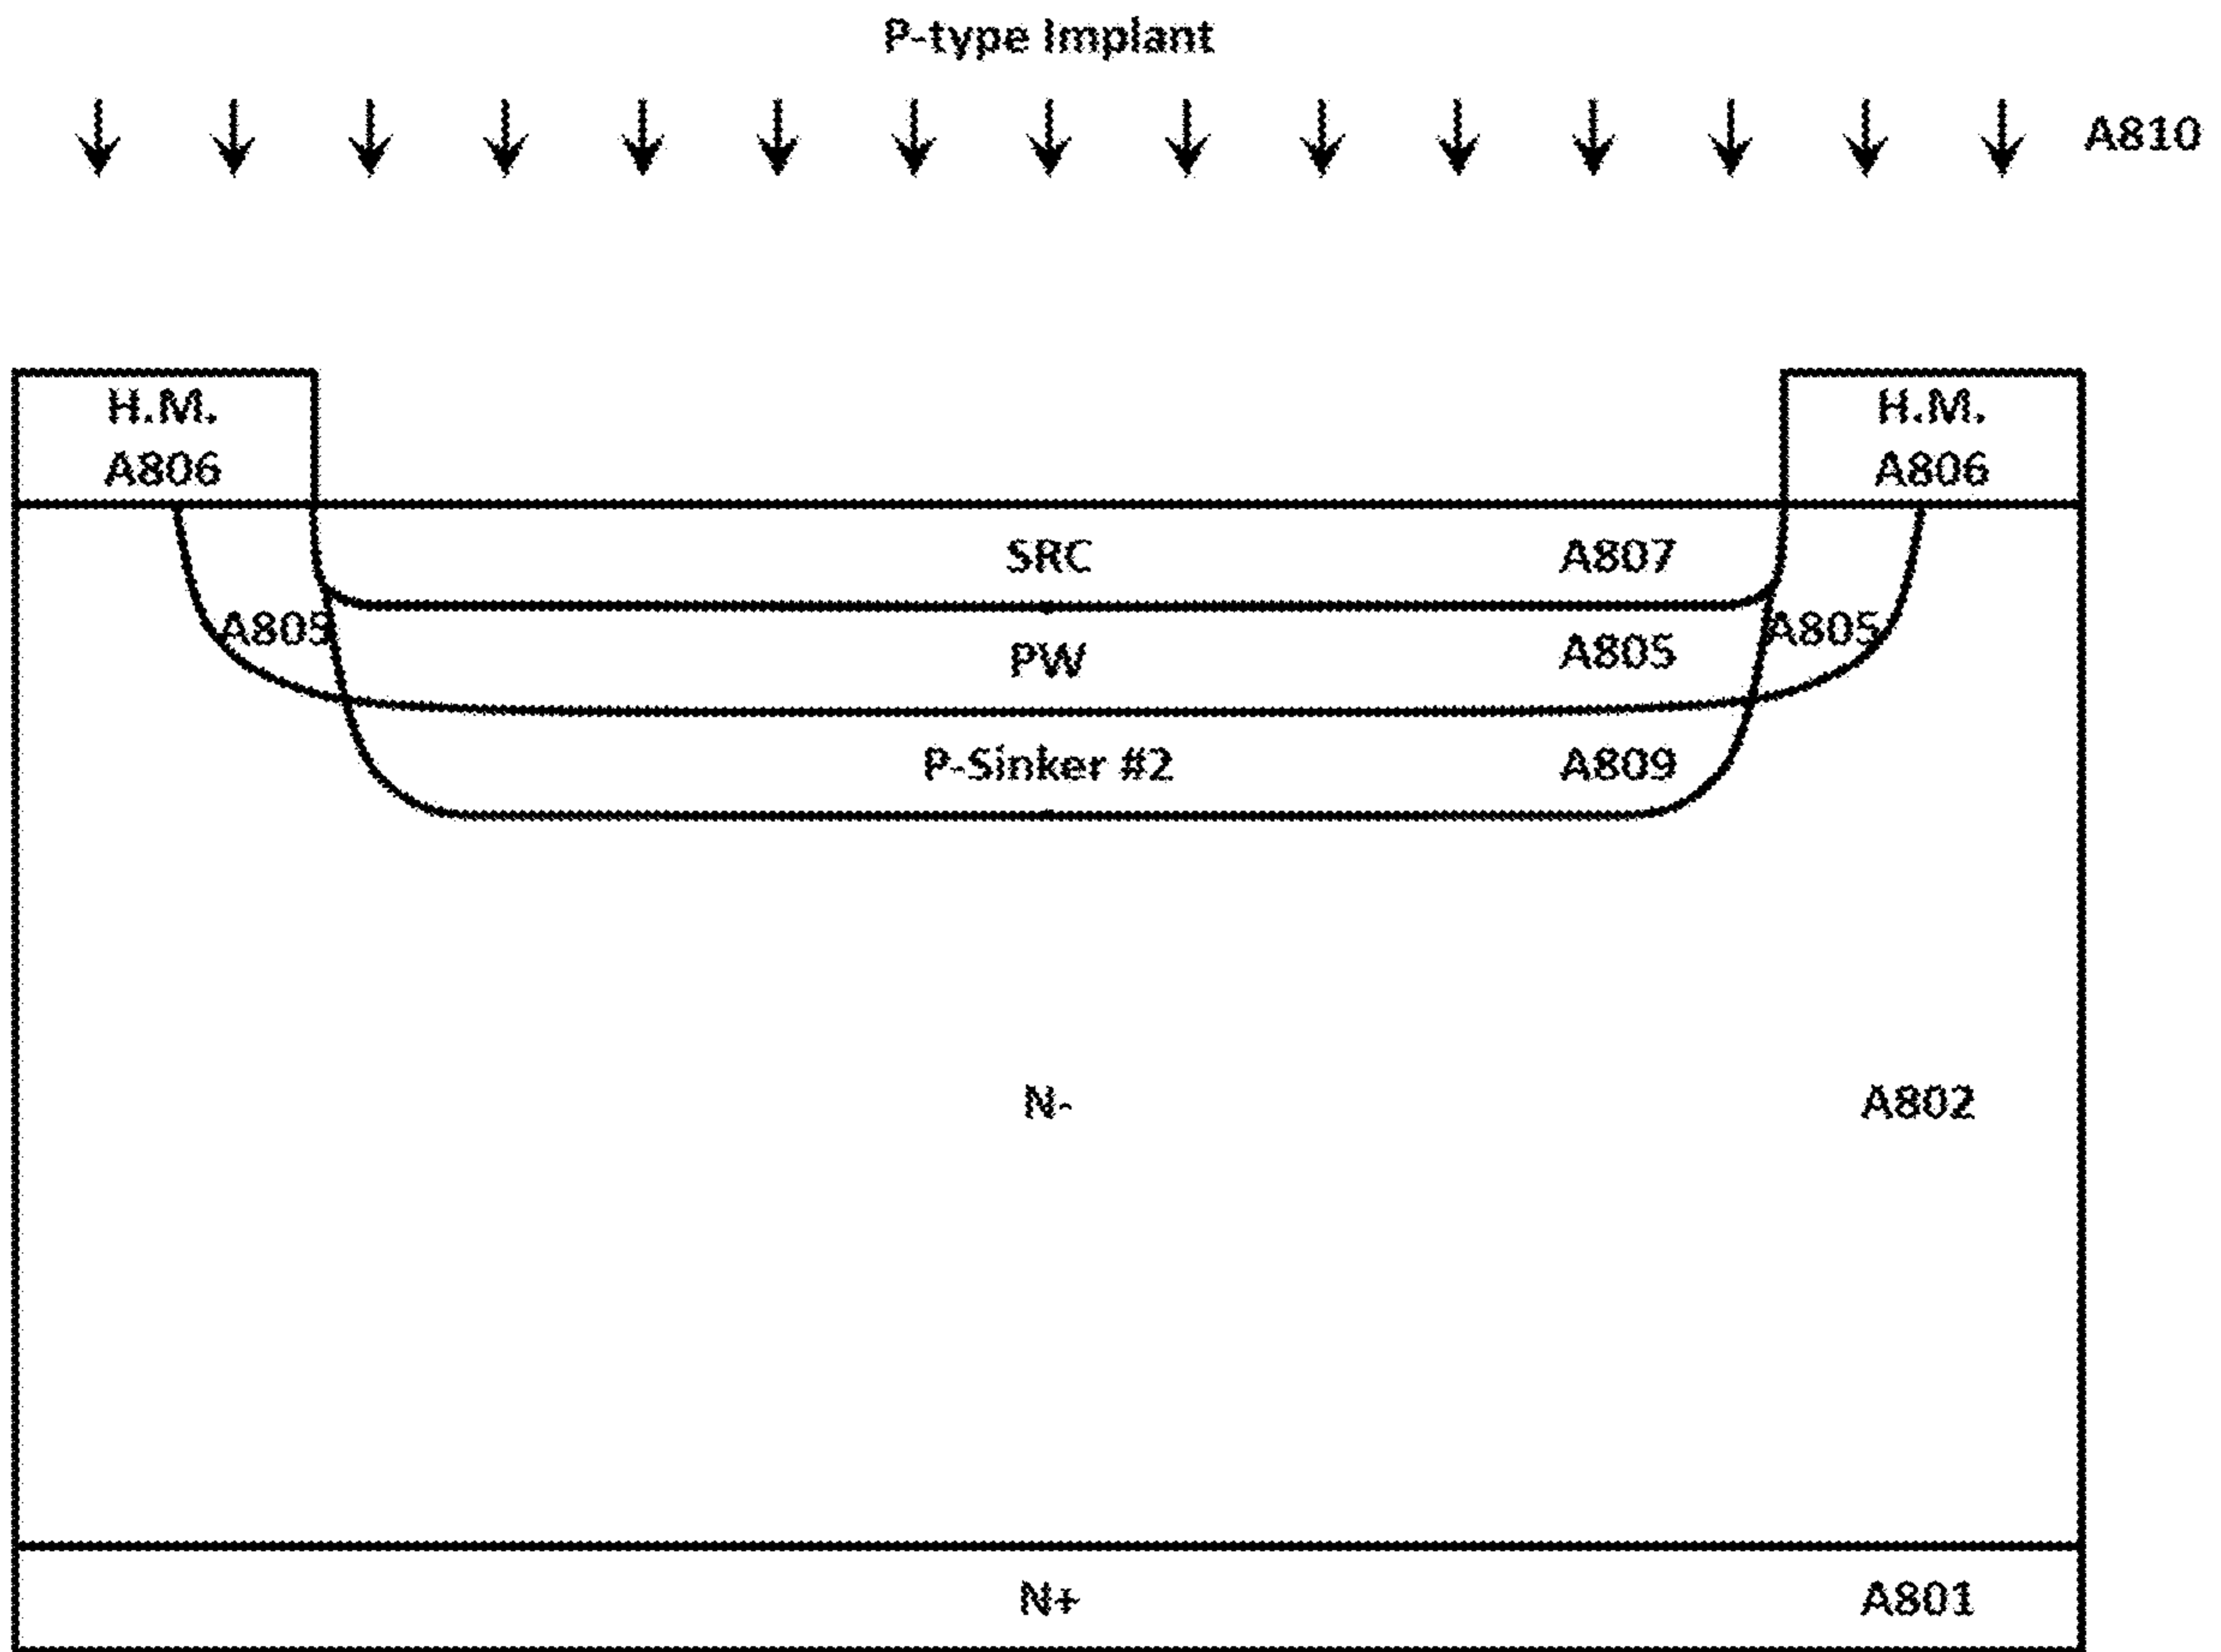 P-type Implant
A810
H.M.
A806
H.M.
A806
SRC A807
A805 PW A805 A805
P-Sinker #2 A809
N- A802
N+ A801